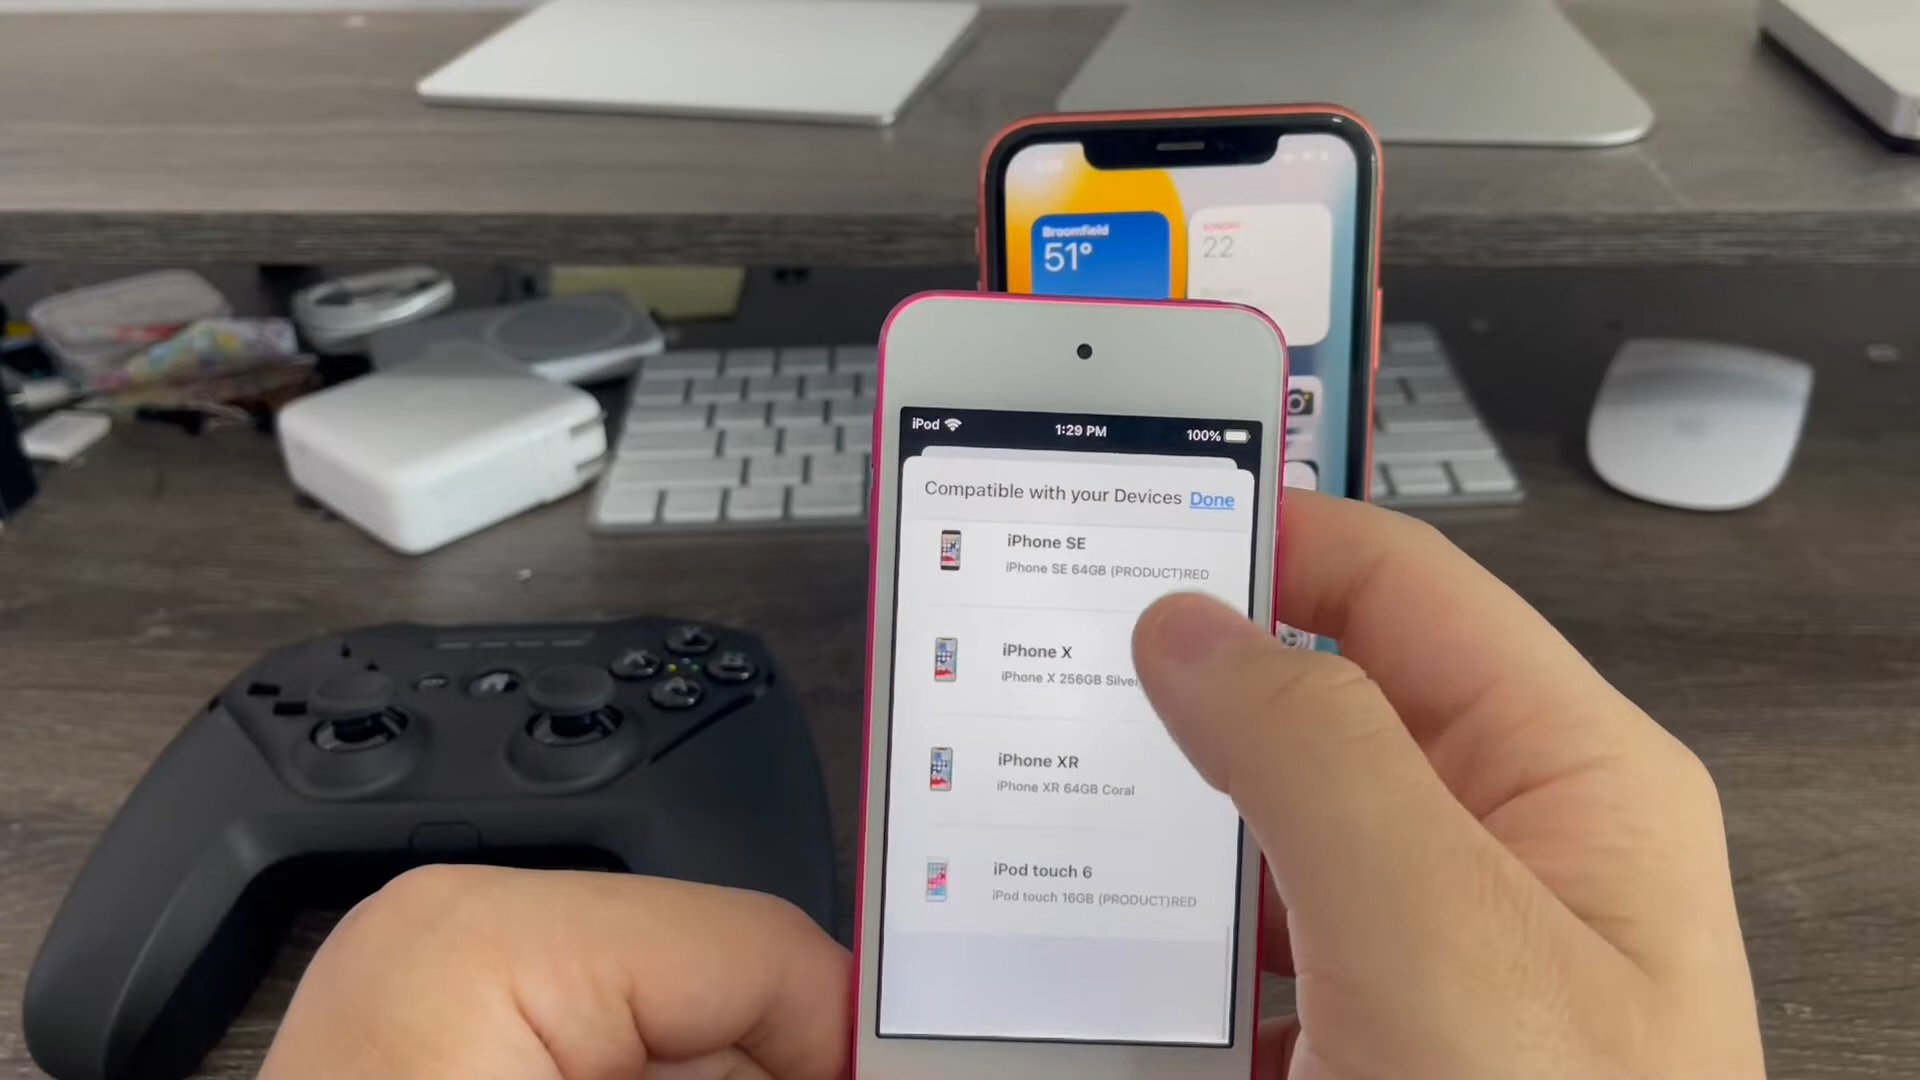 Broomfield
51°
SUNDAY
22
iPod
1:29 PM
100%
Compatible with your Devices
Done
iPhone SE
iPhone SE 64GB (PRODUCT)RED
iPhone X
iPhone X 256GB Silver
iPhone XR
iPhone XR 64GB Coral
iPod touch 6
iPod touch 16GB (PRODUCT)RED